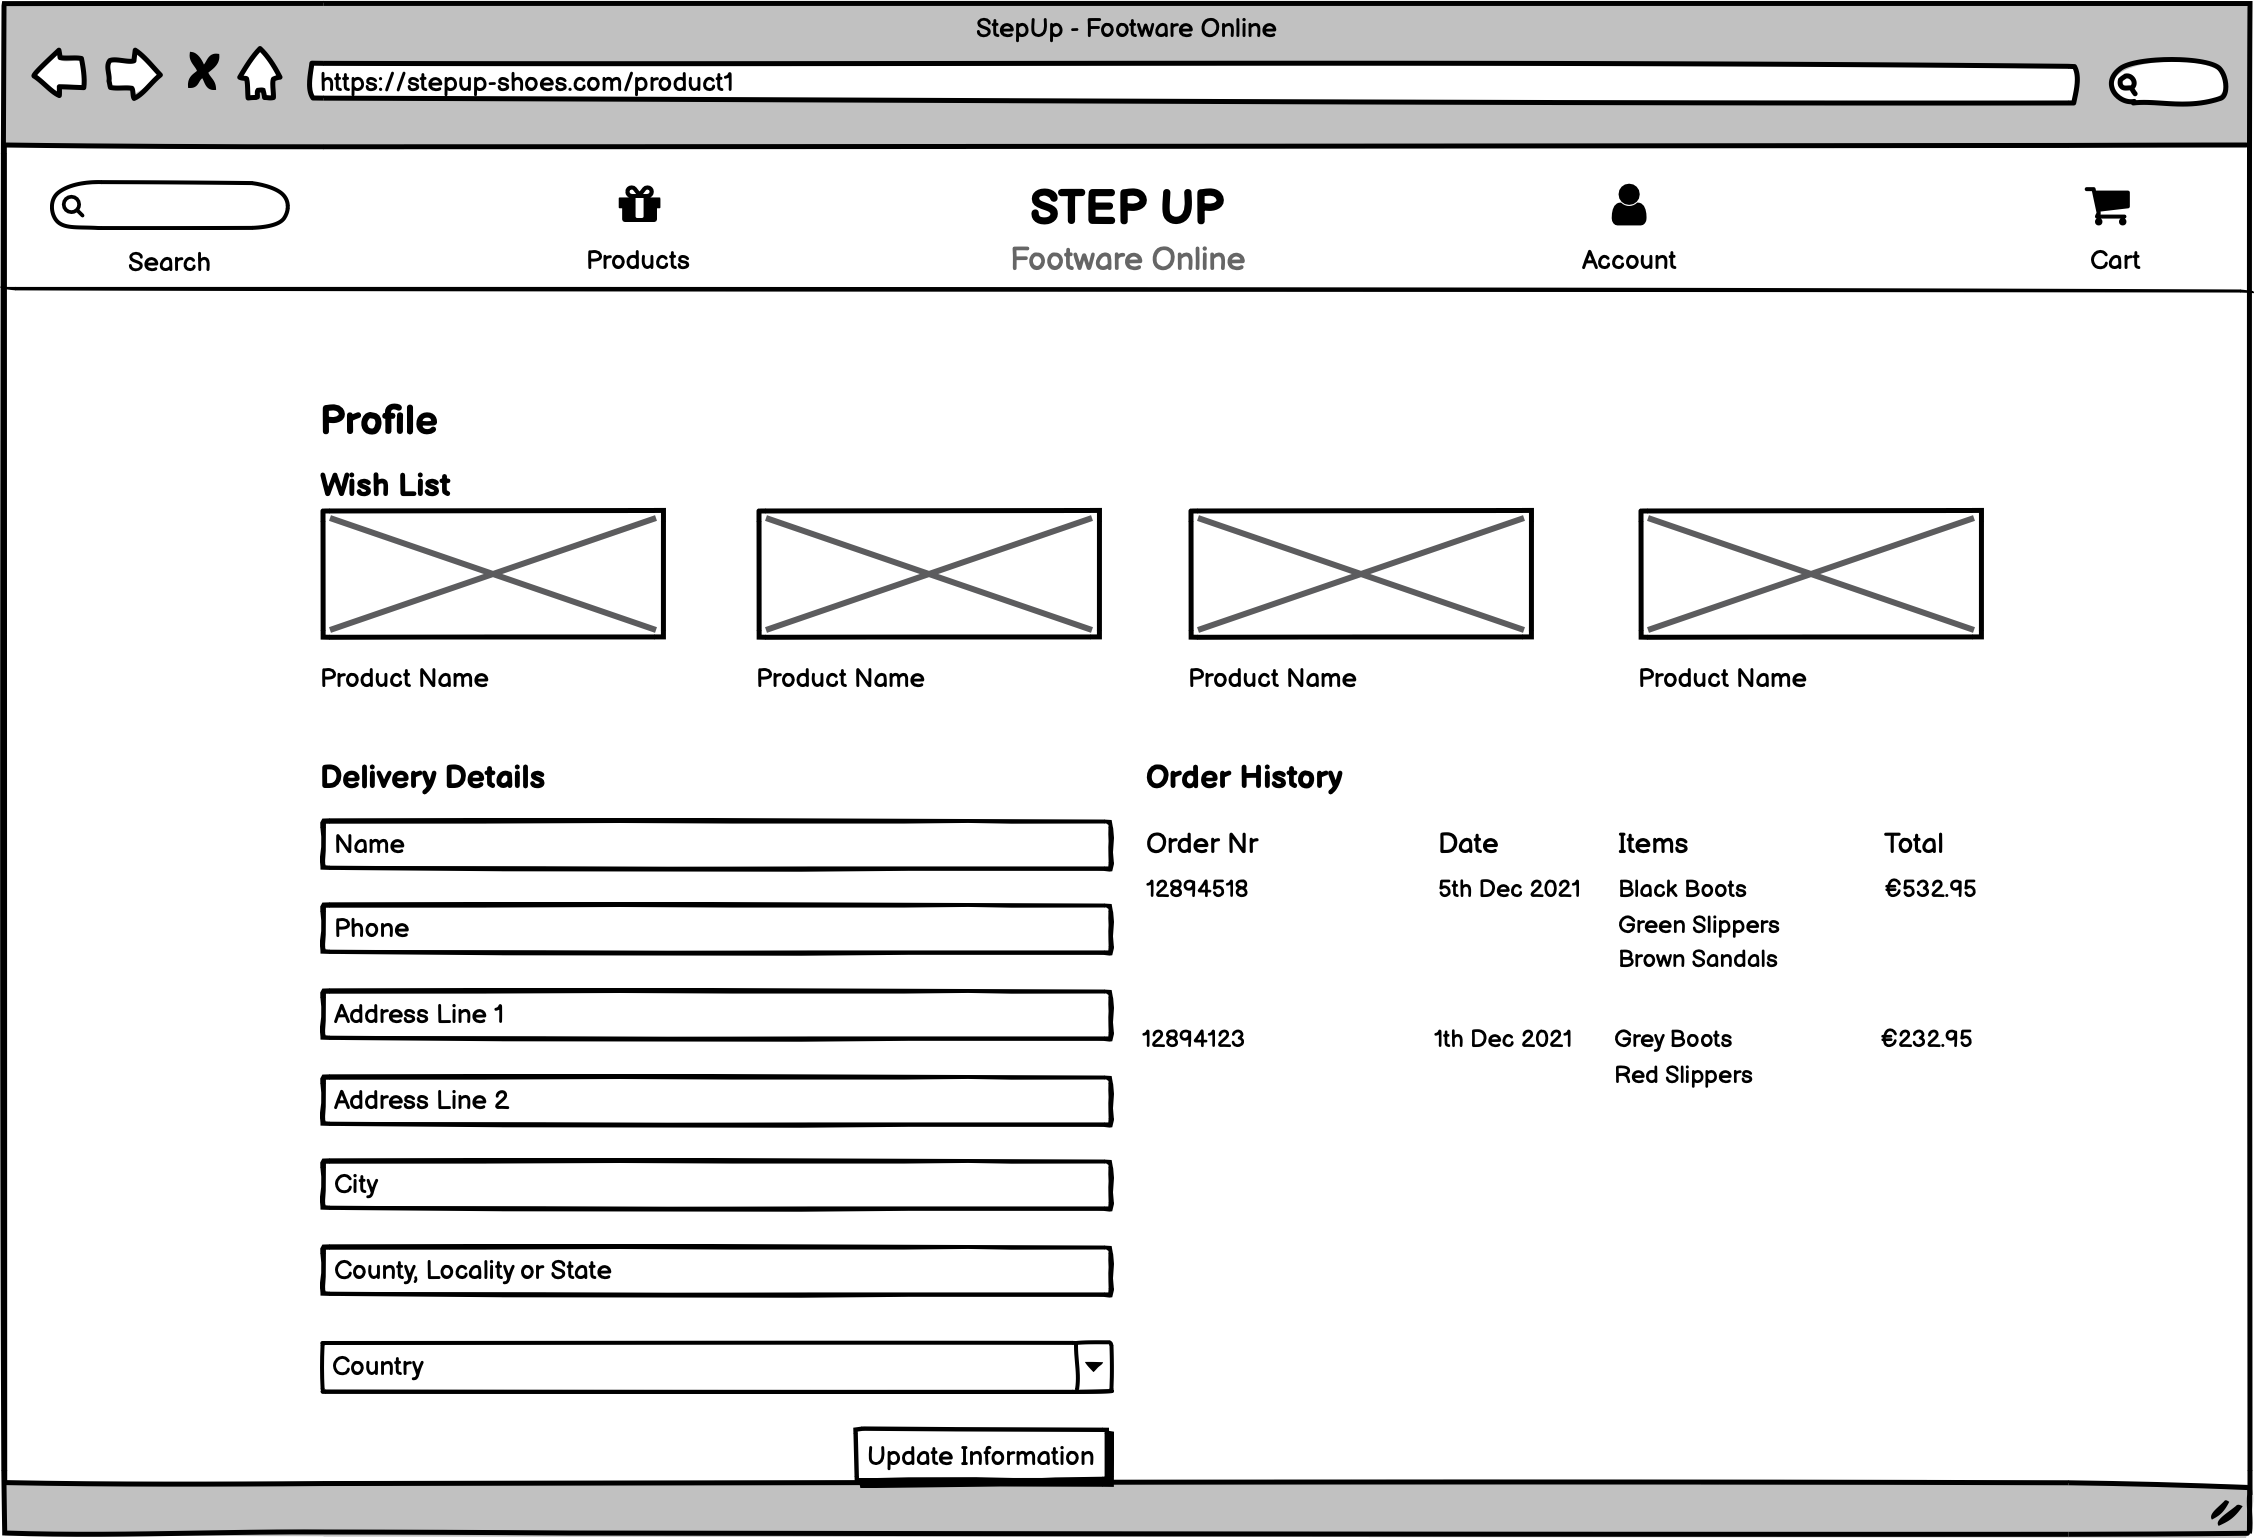 StepUp - Footware Online
https://stepup-shoes.com/product1
Search
Products
STEP UP
Footware Online
Account
Cart
Profile
Wish List
Product Name
Product Name
Product Name
Product Name
Delivery Details
Name
Phone
Address Line 1
Address Line 2
City
County, Locality or State
Country
Update Information
Order History
Order Nr Date Items Total
12894518 5th Dec 2021 Black Boots €532.95
Green Slippers
Brown Sandals
12894123 1th Dec 2021 Grey Boots €232.95
Red Slippers